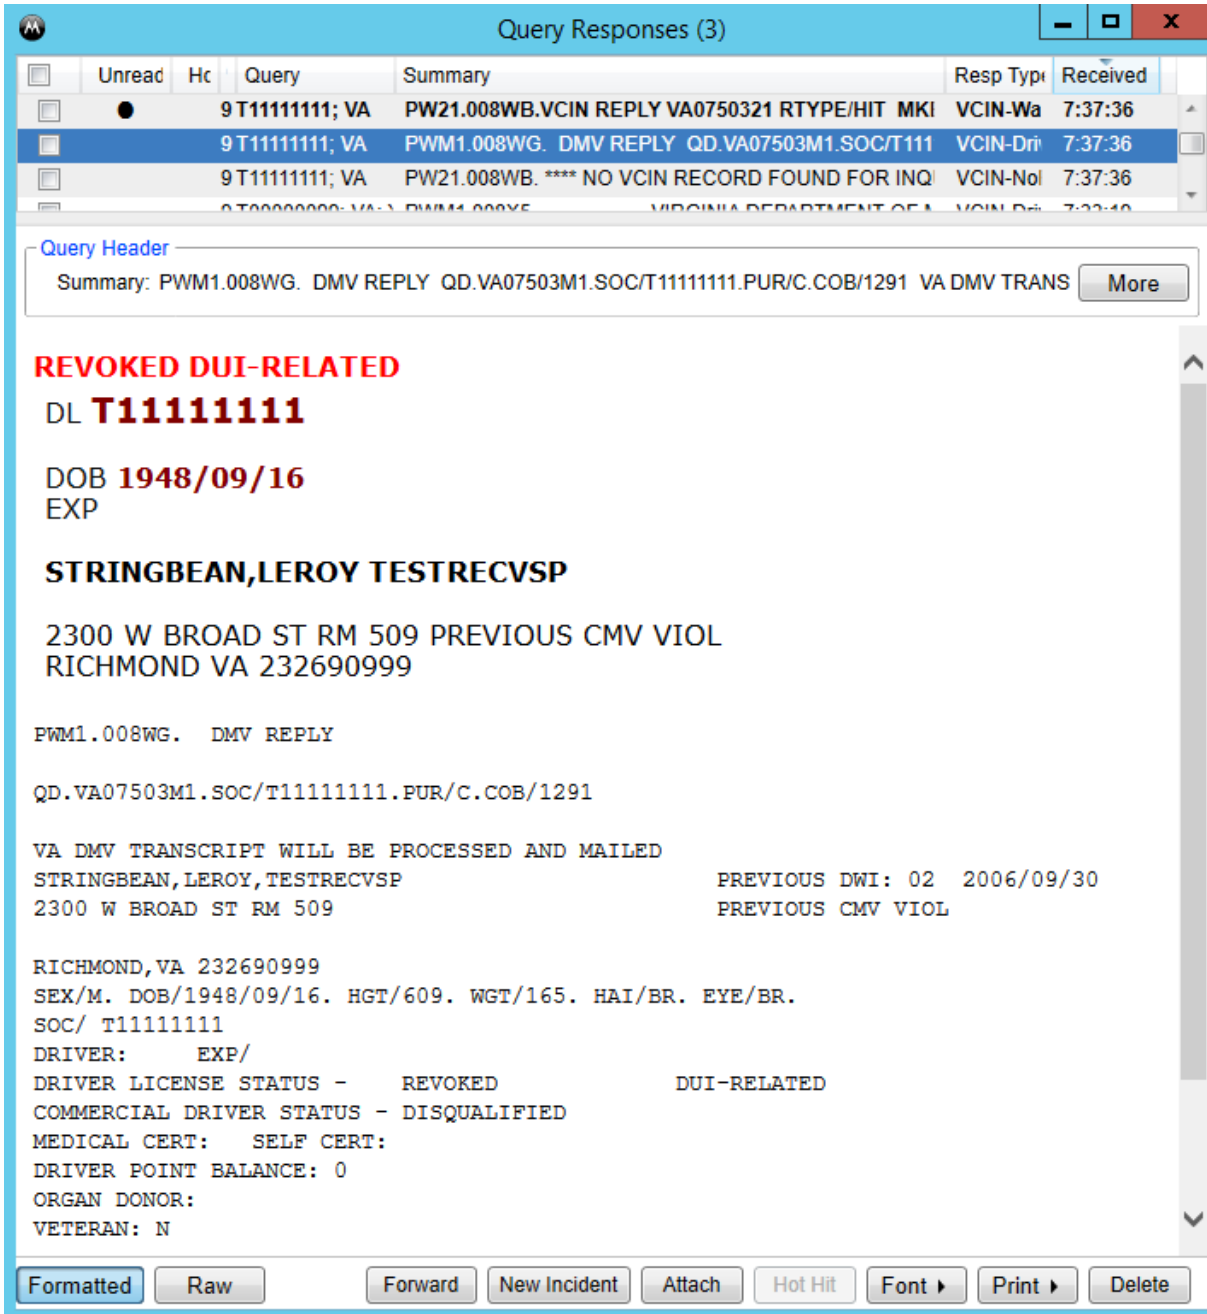 Query Responses (3)
Unread Hc Query Summary Resp Type Received
9 T11111111; VA PW21.008WB.VCIN REPLY VA0750321 RTYPE/HIT MKI VCIN-Wa 7:37:36
9 T11111111; VA PWM1.008WG. DMV REPLY QD.VA07503M1.SOC/T111 VCIN-Driv 7:37:36
9 T11111111; VA PW21.008WB. **** NO VCIN RECORD FOUND FOR INQ VCIN-NoI 7:37:36
VIRGINIA DEPARTMENT OF
Query Header
Summary: PWM1.008WG. DMV REPLY QD.VA07503M1.SOC/T11111111.PUR/C.COB/1291 VA DMV TRANS More
REVOKED DUI-RELATED
DL T11111111
DOB 1948/09/16
EXP
STRINGBEAN,LEROY TESTRECVSP
2300 W BROAD ST RM 509 PREVIOUS CMV VIOL
RICHMOND VA 232690999
PWM1.008WG. DMV REPLY
QD.VA07503M1.SOC/T11111111.PUR/C.COB/1291
VA DMV TRANSCRIPT WILL BE PROCESSED AND MAILED
STRINGBEAN,LEROY,TESTRECVSP PREVIOUS DWI: 02 2006/09/30
2300 W BROAD ST RM 509 PREVIOUS CMV VIOL
RICHMOND,VA 232690999
SEX/M. DOB/1948/09/16. HGT/609. WGT/165. HAI/BR. EYE/BR.
SOC/ T11111111
DRIVER: EXP/
DRIVER LICENSE STATUS - REVOKED DUI-RELATED
COMMERCIAL DRIVER STATUS - DISQUALIFIED
MEDICAL CERT: SELF CERT:
DRIVER POINT BALANCE: 0
ORGAN DONOR:
VETERAN: N
Formatted Raw Forward New Incident Attach Hot Hit Font Print Delete